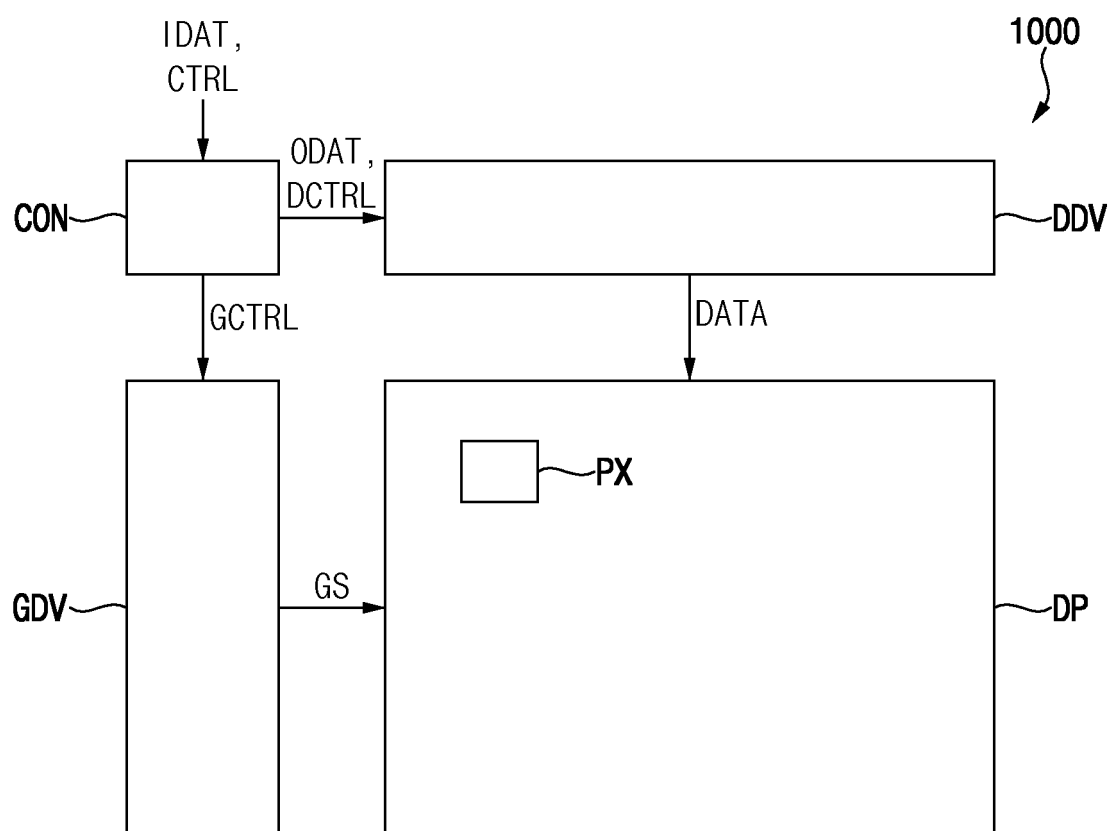 IDAT,
CTRL
1000
ODAT,
DCTRL
CON
DDV
GCTRL
DATA
PX
GS
GDV
DP